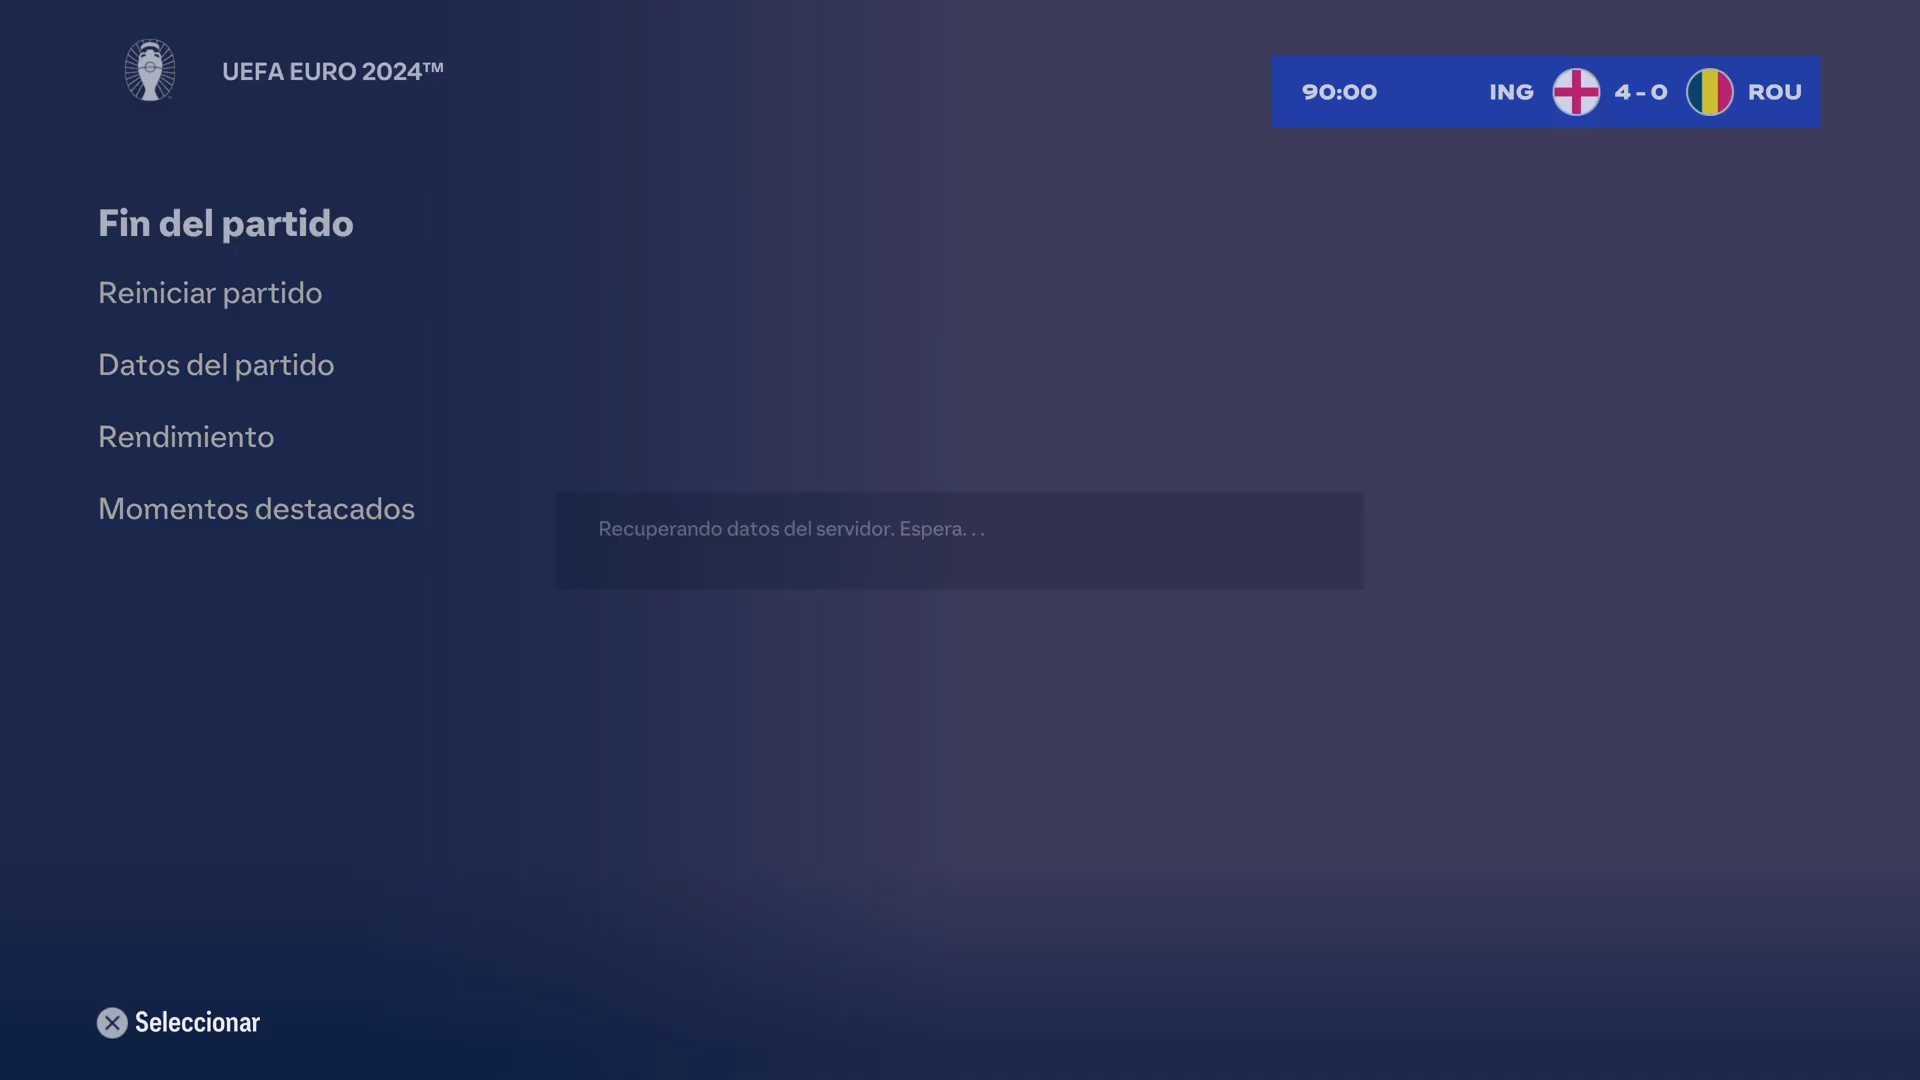 UEFA EURO 2024™
90:00 ING 4 - 0 ROU
Fin del partido
Reiniciar partido
Datos del partido
Rendimiento
Momentos destacados
Recuperando datos del servidor. Espera...
Seleccionar